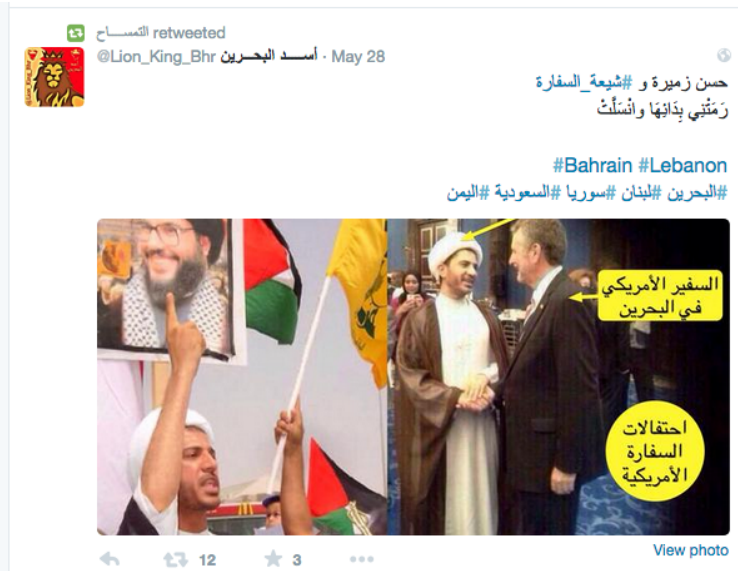 التمســاح retweeted
أســـد البحـــرين @Lion_King_Bhr · May 28
حسن زميرة و #شيعة_السفارة
رَمَتْنِي بِدَائِهَا وانْسَلَّتْ
#Bahrain #Lebanon
#البحرين #لبنان #سوريا #السعودية #اليمن
السفير الأمريكي
في البحرين
احتفالات
السفارة
الأمريكية
12
3
View photo